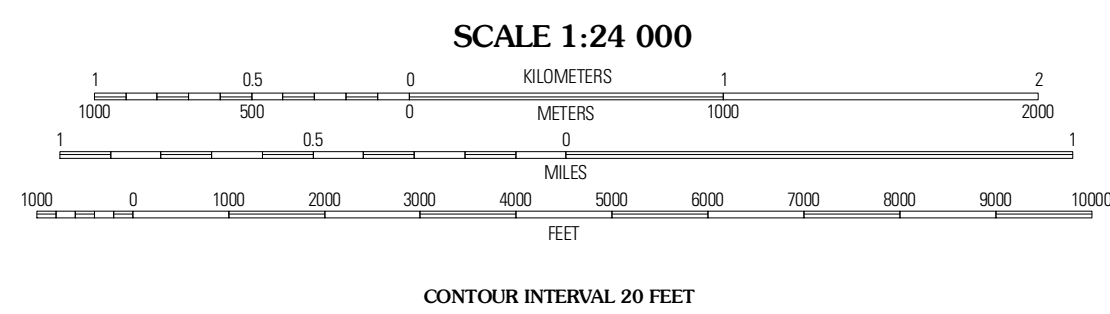 SCALE 1:24 000
1 0.5 0 KILOMETERS 1 2
1000 500 0 METERS 1000 2000
1 0.5 0 1
MILES
1000 0 1000 2000 3000 4000 5000 6000 7000 8000 9000 10000
FEET
CONTOUR INTERVAL 20 FEET